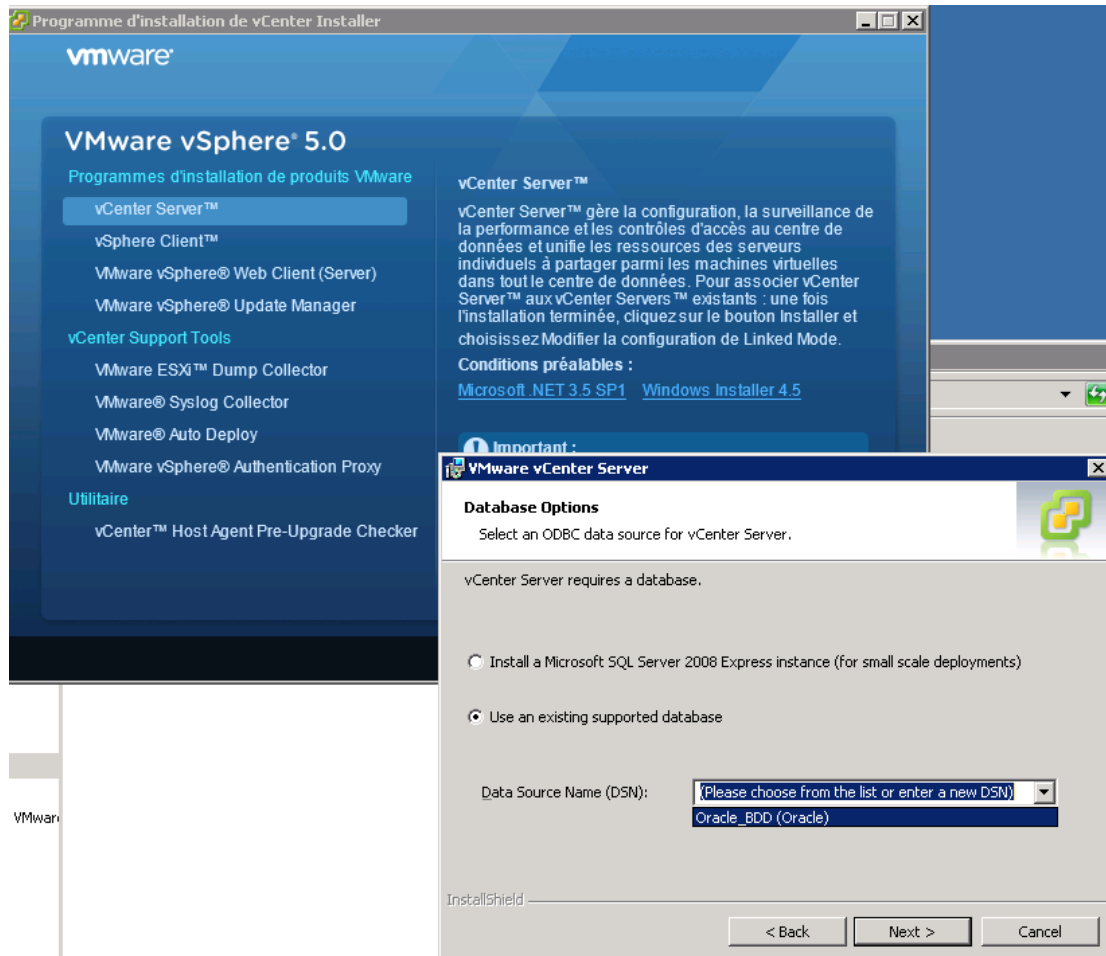 Programme d'installation de vCenter Installer
vmware
VMware vSphere® 5.0
Programmes d'installation de produits VMware
vCenter Server™
vSphere Client™
VMware vSphere® Web Client (Server)
VMware vSphere® Update Manager
vCenter Support Tools
VMware ESXi™ Dump Collector
VMware® Syslog Collector
VMware® Auto Deploy
VMware vSphere® Authentication Proxy
Utilitaire
vCenter™ Host Agent Pre-Upgrade Checker
vCenter Server™
vCenter Server™ gère la configuration, la surveillance de
la performance et les contrôles d'accès au centre de
données et unifie les ressources des serveurs
individuels à partager parmi les machines virtuelles
dans tout le centre de données. Pour associer vCenter
Server™ aux vCenter Servers™ existants : une fois
l'installation terminée, cliquez sur le bouton Installer et
choisissez Modifier la configuration de Linked Mode.
Conditions préalables :
Microsoft .NET 3.5 SP1 Windows Installer 4.5
Important :
VMware vCenter Server
Database Options
Select an ODBC data source for vCenter Server.
vCenter Server requires a database.
Install a Microsoft SQL Server 2008 Express instance (for small scale deployments)
Use an existing supported database
Data Source Name (DSN): (Please choose from the list or enter a new DSN)
Oracle_BDD (Oracle)
InstallShield
< Back Next > Cancel